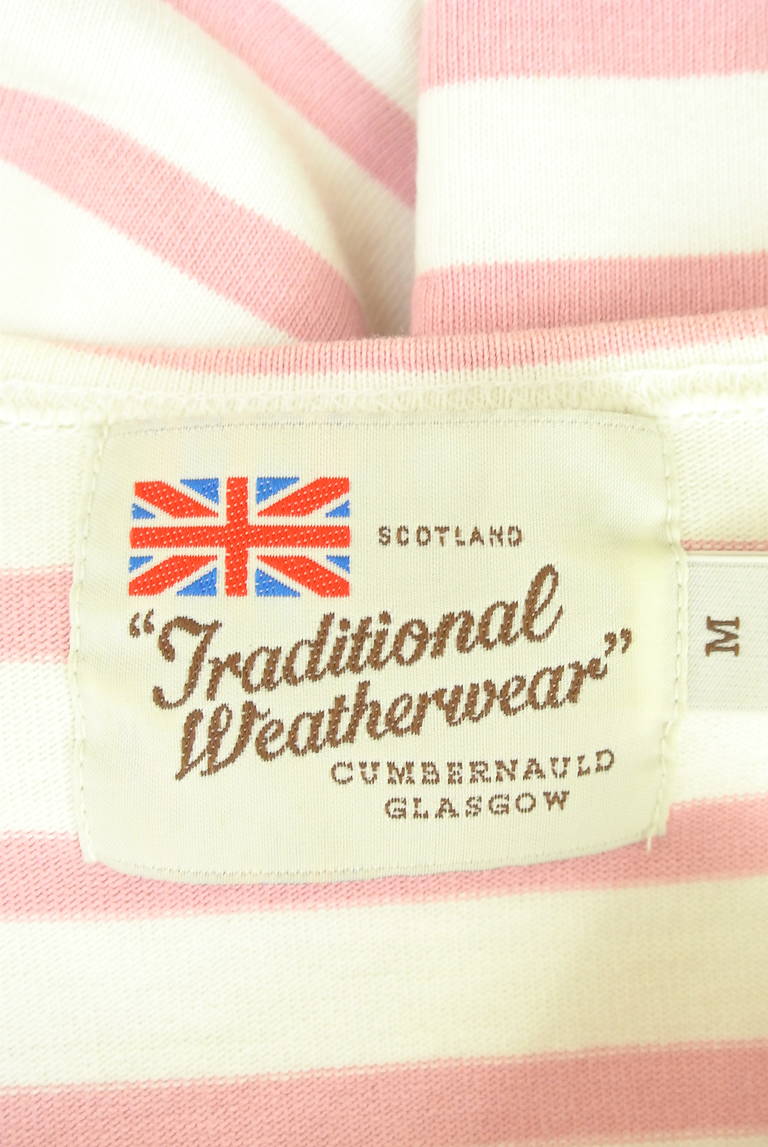 SCOTLAND
“Traditional
Weatherwear”
CUMBERNAULD
GLASGOW
M